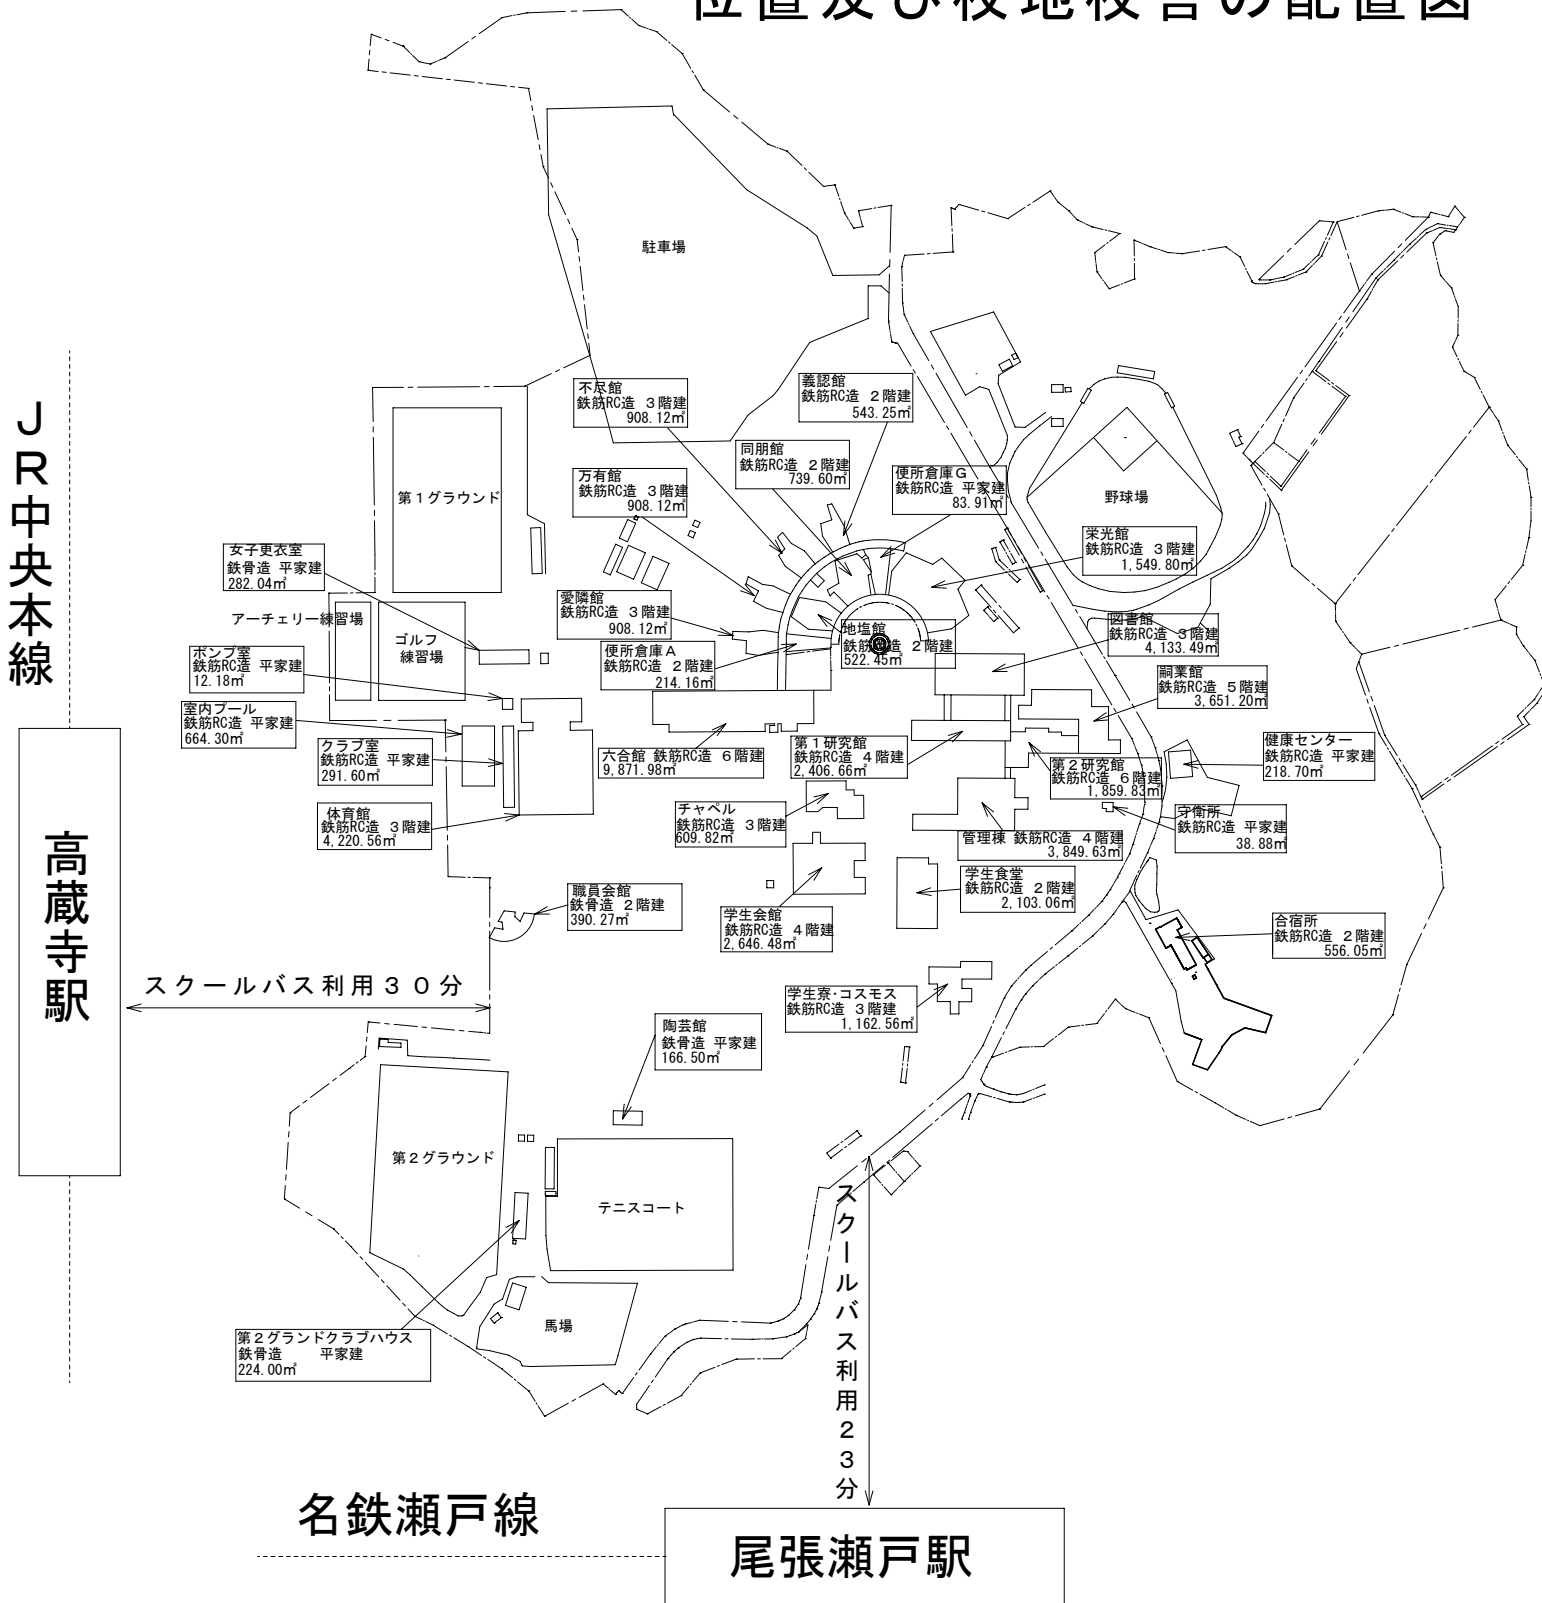 位置及び校地校舎の配置図
駐車場
不尽館
鉄筋RC造 3階建
908.12㎡
義認館
鉄筋RC造 2階建
543.25㎡
同朋館
鉄筋RC造 2階建
739.60㎡
万有館
鉄筋RC造 3階建
908.12㎡
便所倉庫G
鉄筋RC造 平家建
83.91㎡
第1グラウンド
野球場
栄光館
鉄筋RC造 3階建
1,549.80㎡
女子更衣室
鉄骨造 平家建
282.04㎡
愛隣館
鉄筋RC造 3階建
908.12㎡
アーチェリー練習場
ゴルフ
練習場
地塩館
鉄筋RC造 2階建
522.45㎡
図書館
鉄筋RC造 3階建
4,133.49㎡
ポンプ室
鉄筋RC造 平家建
12.18㎡
便所倉庫A
鉄筋RC造 2階建
214.16㎡
嗣業館
鉄筋RC造 5階建
3,651.20㎡
室内プール
鉄筋RC造 平家建
664.30㎡
クラブ室
鉄筋RC造 平家建
291.60㎡
六合館 鉄筋RC造 6階建
9,871.98㎡
第1研究館
鉄筋RC造 4階建
2,406.66㎡
第2研究館
鉄筋RC造 6階建
1,859.83㎡
健康センター
鉄筋RC造 平家建
218.70㎡
体育館
鉄筋RC造 3階建
4,220.56㎡
チャペル
鉄筋RC造 3階建
609.82㎡
管理棟 鉄筋RC造 4階建
3,849.63㎡
守衛所
鉄筋RC造 平家建
38.88㎡
職員会館
鉄骨造 2階建
390.27㎡
学生会館
鉄筋RC造 4階建
2,646.48㎡
学生食堂
鉄筋RC造 2階建
2,103.06㎡
合宿所
鉄筋RC造 2階建
556.05㎡
JR中央本線
高蔵寺駅
スクールバス利用30分
学生寮・コスモス
鉄筋RC造 3階建
1,162.56㎡
陶芸館
鉄骨造 平家建
166.50㎡
第2グラウンド
テニスコート
馬場
第2グランドクラブハウス
鉄骨造 平家建
224.00㎡
スクールバス利用23分
名鉄瀬戸線
尾張瀬戸駅